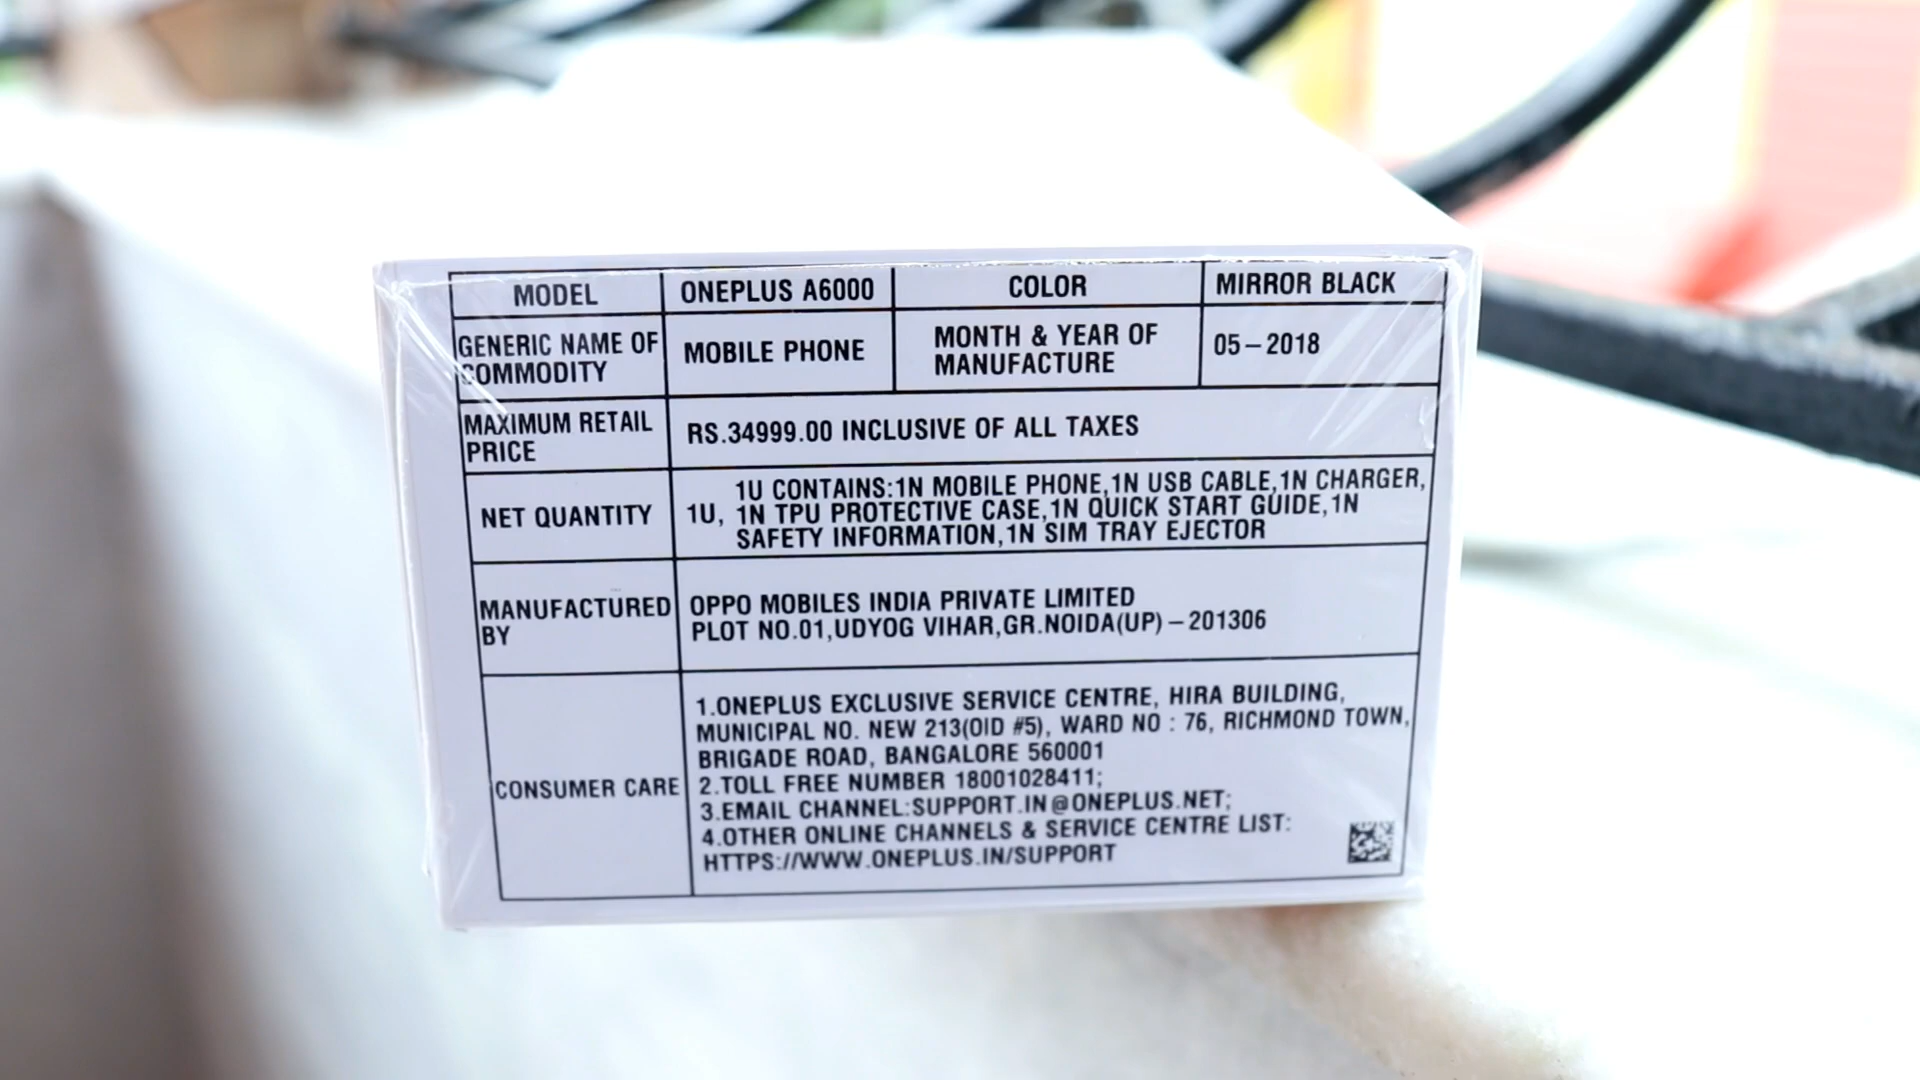 MODEL ONEPLUS A6000 COLOR MIRROR BLACK
GENERIC NAME OF
COMMODITY
MOBILE PHONE
MONTH & YEAR OF
MANUFACTURE
05-2018
MAXIMUM RETAIL
PRICE
RS.34999.00 INCLUSIVE OF ALL TAXES
NET QUANTITY
1U,
1U CONTAINS:1N MOBILE PHONE,1N USB CABLE,1N CHARGER,
1N TPU PROTECTIVE CASE,1N QUICK START GUIDE,1N
SAFETY INFORMATION,1N SIM TRAY EJECTOR
MANUFACTURED
BY
OPPO MOBILES INDIA PRIVATE LIMITED
PLOT NO.01,UDYOG VIHAR,GR.NOIDA(UP)-201306
CONSUMER CARE
1.ONEPLUS EXCLUSIVE SERVICE CENTRE, HIRA BUILDING,
MUNICIPAL NO. NEW 213(OID #5), WARD NO : 76, RICHMOND TOWN,
BRIGADE ROAD, BANGALORE 560001
2.TOLL FREE NUMBER 18001028411;
3.EMAIL CHANNEL:SUPPORT.IN@ONEPLUS.NET;
4.OTHER ONLINE CHANNELS & SERVICE CENTRE LIST:
HTTPS://WWW.ONEPLUS.IN/SUPPORT